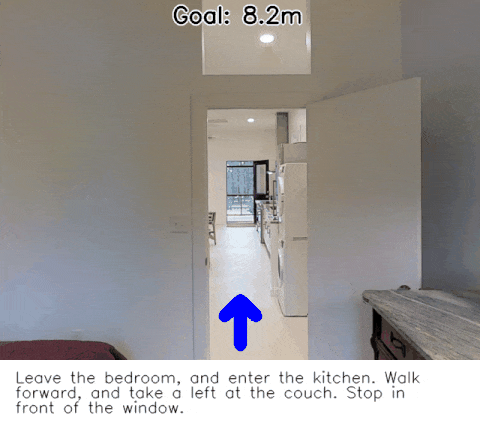 Goal: 8.2m
Leave the bedroom, and enter the kitchen. Walk
forward, and take a left at the couch. Stop in
front of the window.